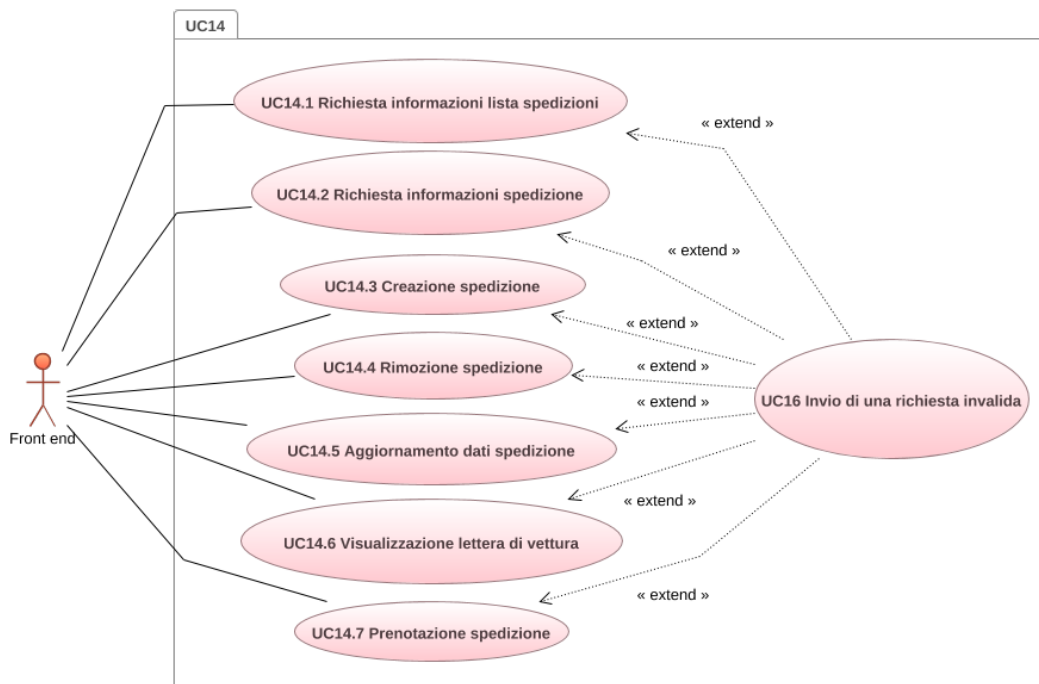 UC14
UC14.1 Richiesta informazioni lista spedizioni
« extend »
UC14.2 Richiesta informazioni spedizione
« extend »
UC14.3 Creazione spedizione
« extend »
UC14.4 Rimozione spedizione
« extend »
UC16 Invio di una richiesta invalida
« extend »
Front end
UC14.5 Aggiornamento dati spedizione
« extend »
UC14.6 Visualizzazione lettera di vettura
« extend »
UC14.7 Prenotazione spedizione